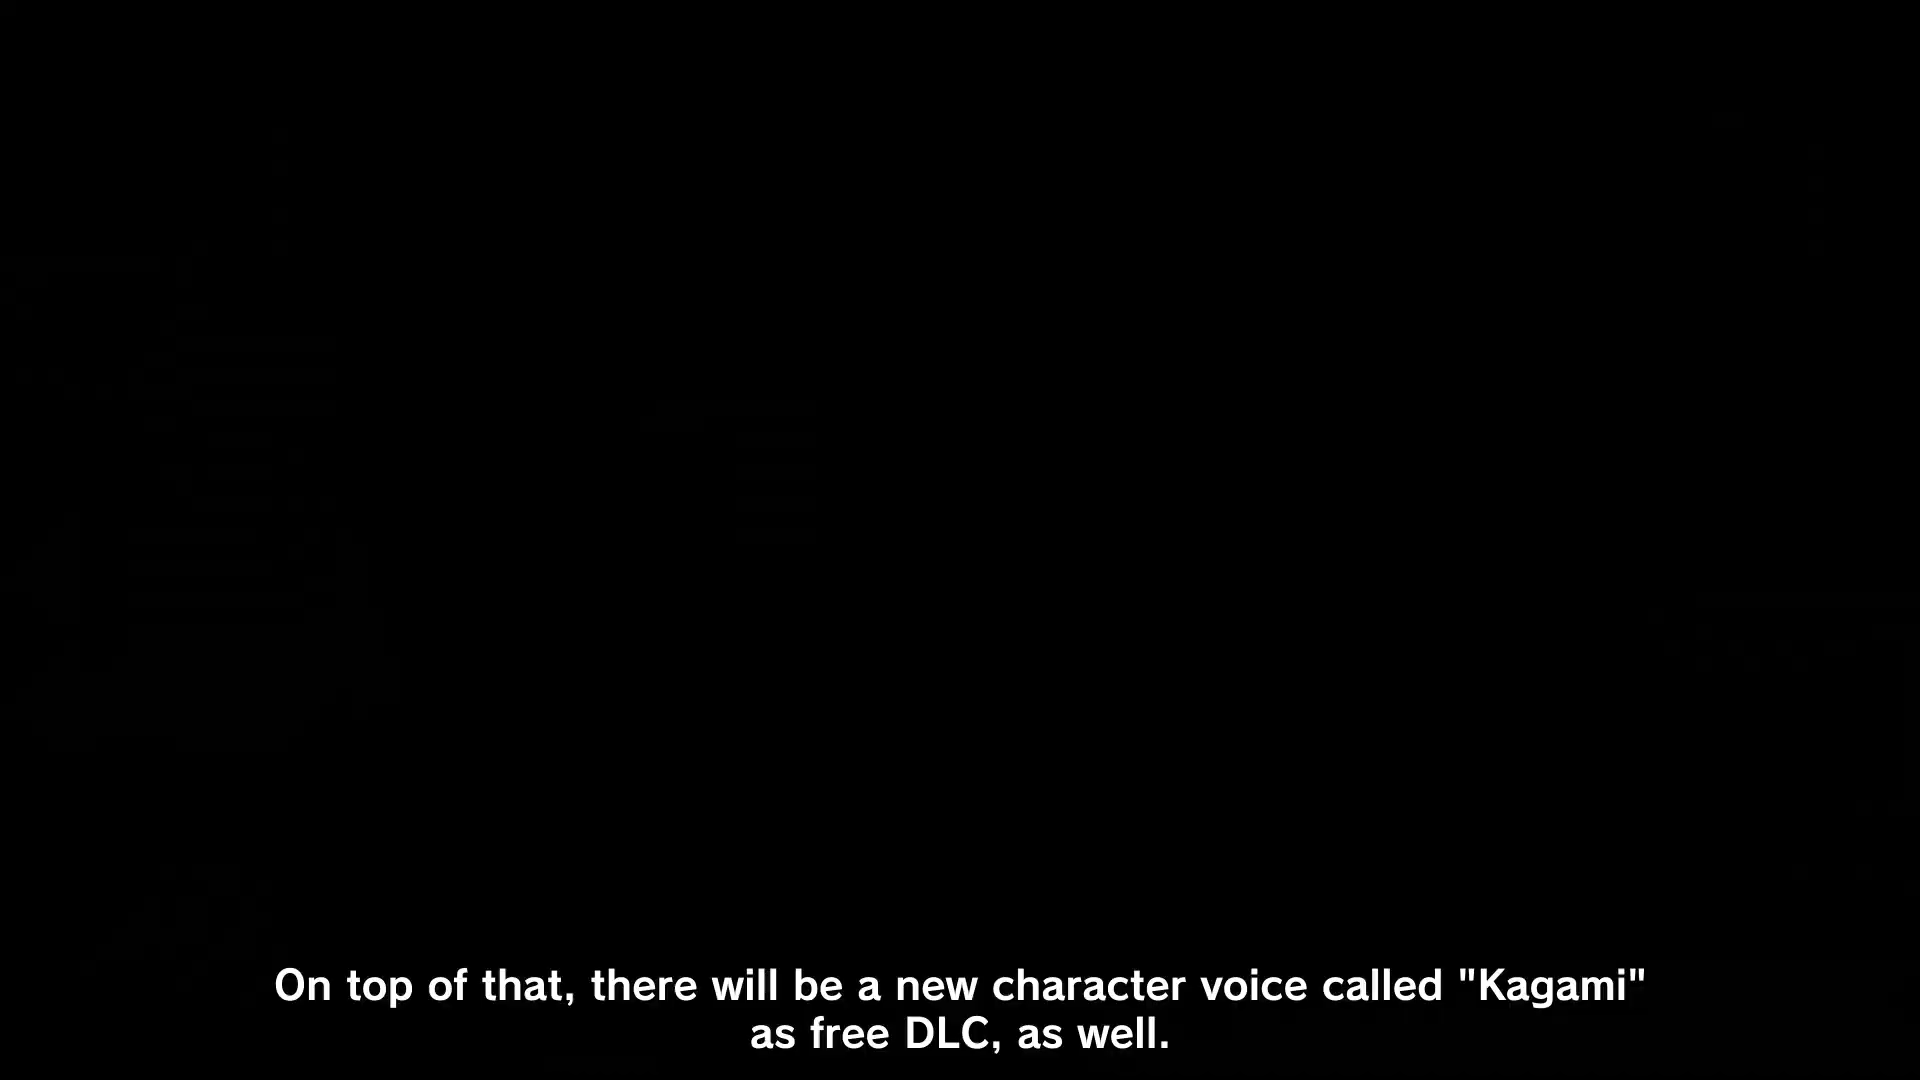 On top of that, there will be a new character voice called "Kagami"
as free DLC, as well.